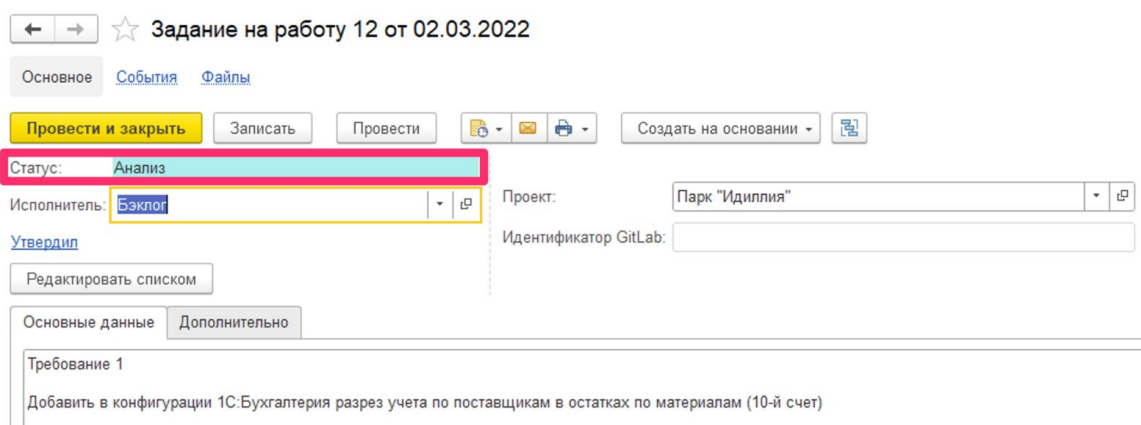 Задание на работу 12 от 02.03.2022
Основное События Файлы
Провести и закрыть Записать Провести Создать на основании
Статус: Анализ
Исполнитель: Бэклог
Проект: Парк "Идиллия"
Утвердил
Идентификатор GitLab:
Редактировать списком
Основные данные Дополнительно
Требование 1
Добавить в конфигурации 1С:Бухгалтерия разрез учета по поставщикам в остатках по материалам (10-й счет)